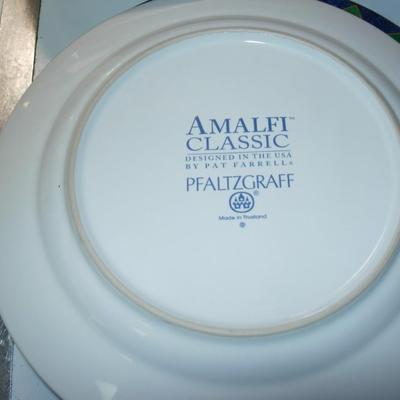 AMALFI™
CLASSIC
DESIGNED IN THE USA
BY PAT FARRELL®
PFALTZGRAFF
®
Made in Thailand